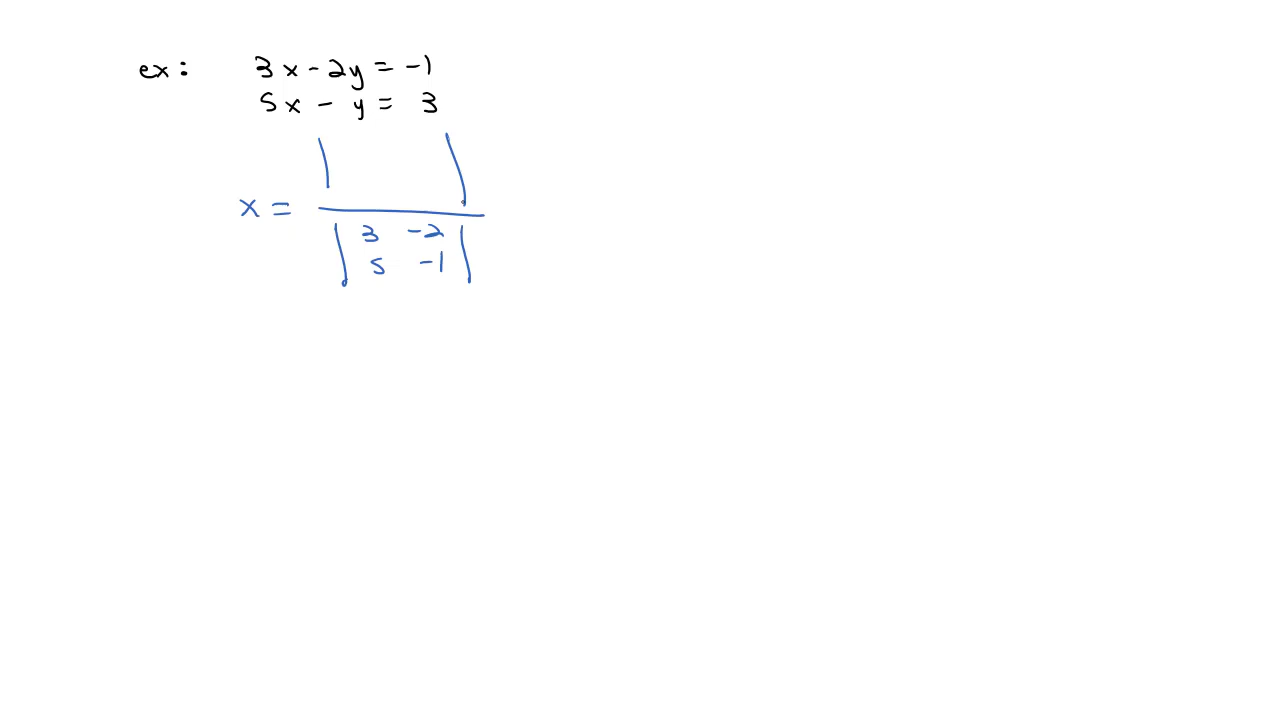 ex: 3x - 2y = -1
5x - y = 3
| |
x =
| 3 -2 |
| 5 -1 |